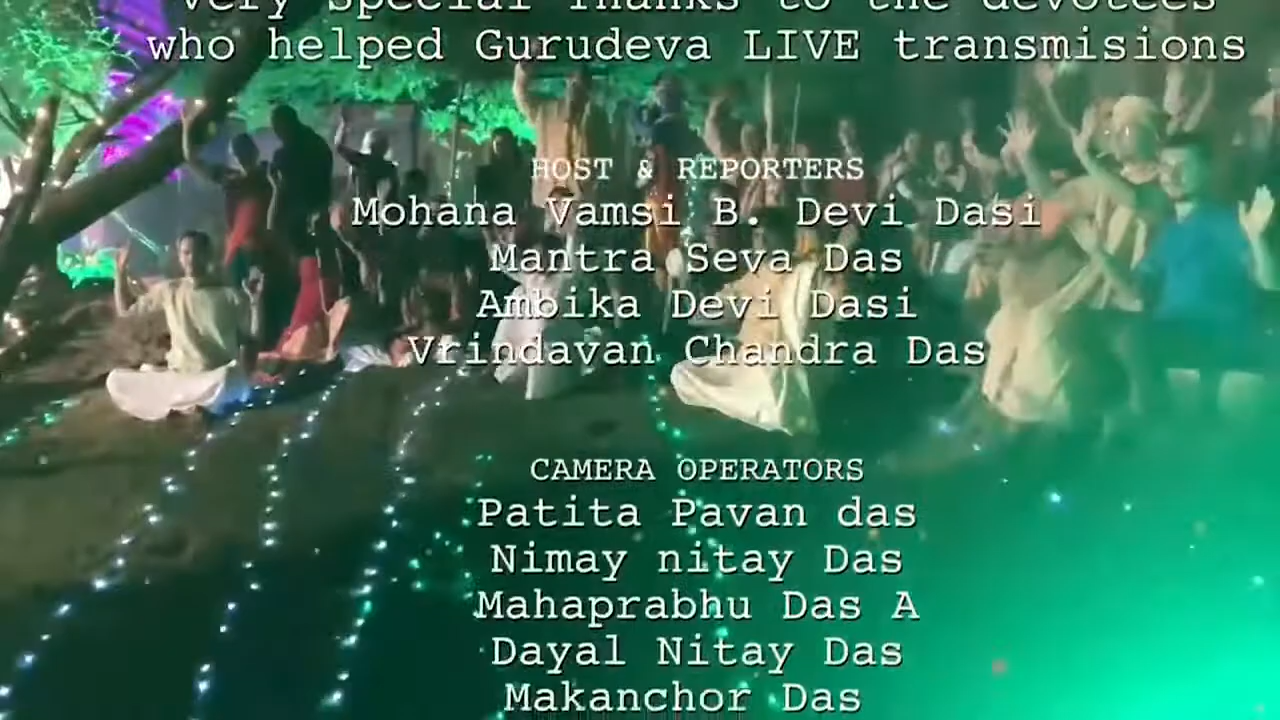 very Special Thanks to the devotees
who helped Gurudeva LIVE transmisions
HOST & REPORTERS
Mohana Vamsi B. Devi Dasi
Mantra Seva Das
Ambika Devi Dasi
Vrindavan Chandra Das
CAMERA OPERATORS
Patita Pavan das
Nimay nitay Das
Mahaprabhu Das A
Dayal Nitay Das
Makanchor Das